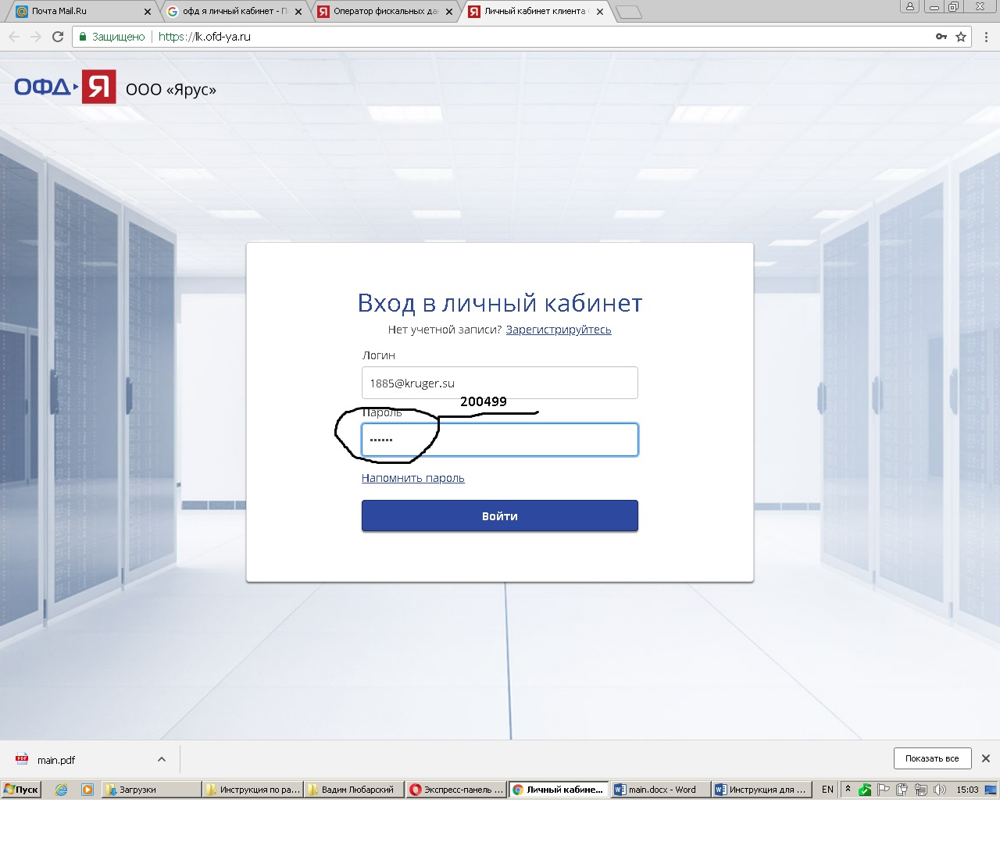 Почта Mail.Ru
офд я личный кабинет - П
Оператор фискальных да
Личный кабинет клиента
Защищено
https://lk.ofd-ya.ru
ОФД Я ООО «Ярус»
Вход в личный кабинет
Нет учетной записи? Зарегистрируйтесь
Логин
1885@kruger.su
200499
Пароль
••••••
Напомнить пароль
Войти
main.pdf
Показать все
Пуск
Загрузки
Инструкция по ра...
Вадим Любарский
Экспресс-панель ...
Личный кабине...
main.docx - Word
Инструкция для ...
EN
15:03